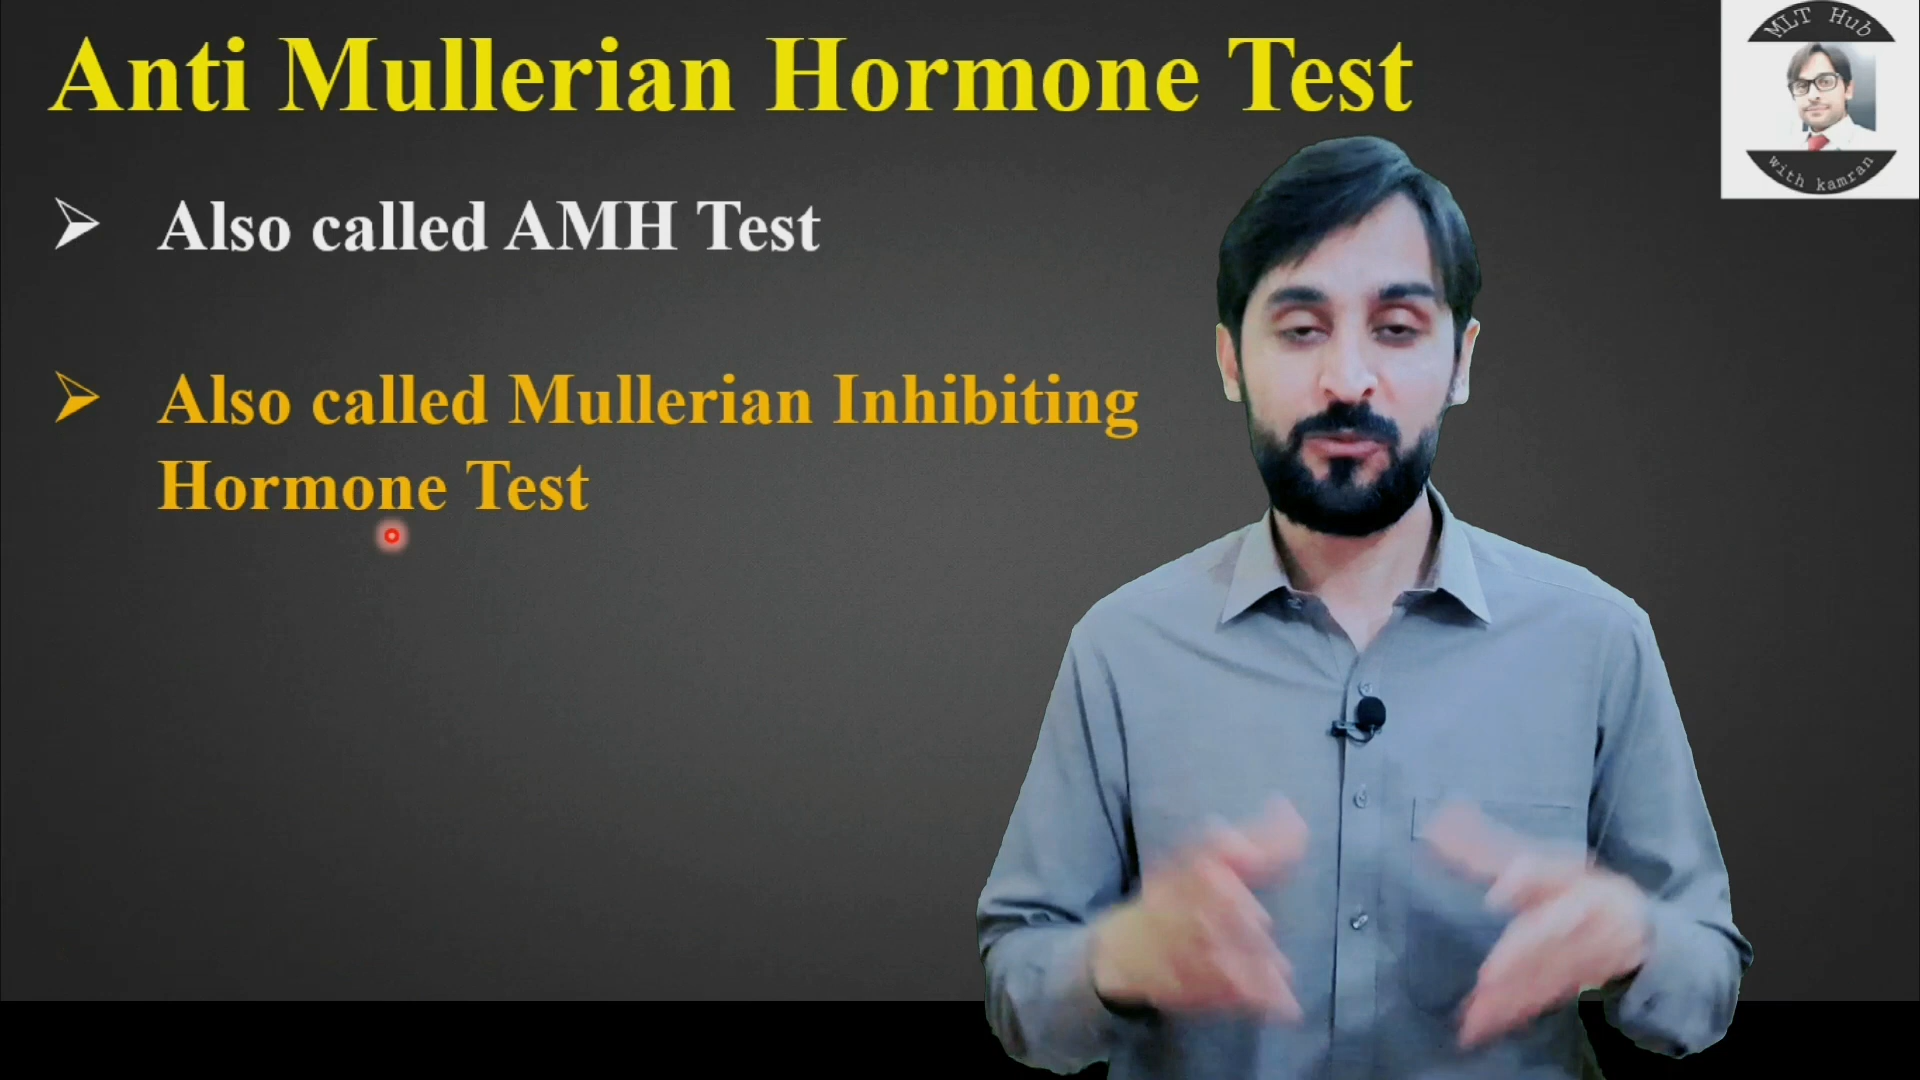 Anti Mullerian Hormone Test
MLT Hub
with kamran
Also called AMH Test
Also called Mullerian Inhibiting
Hormone Test